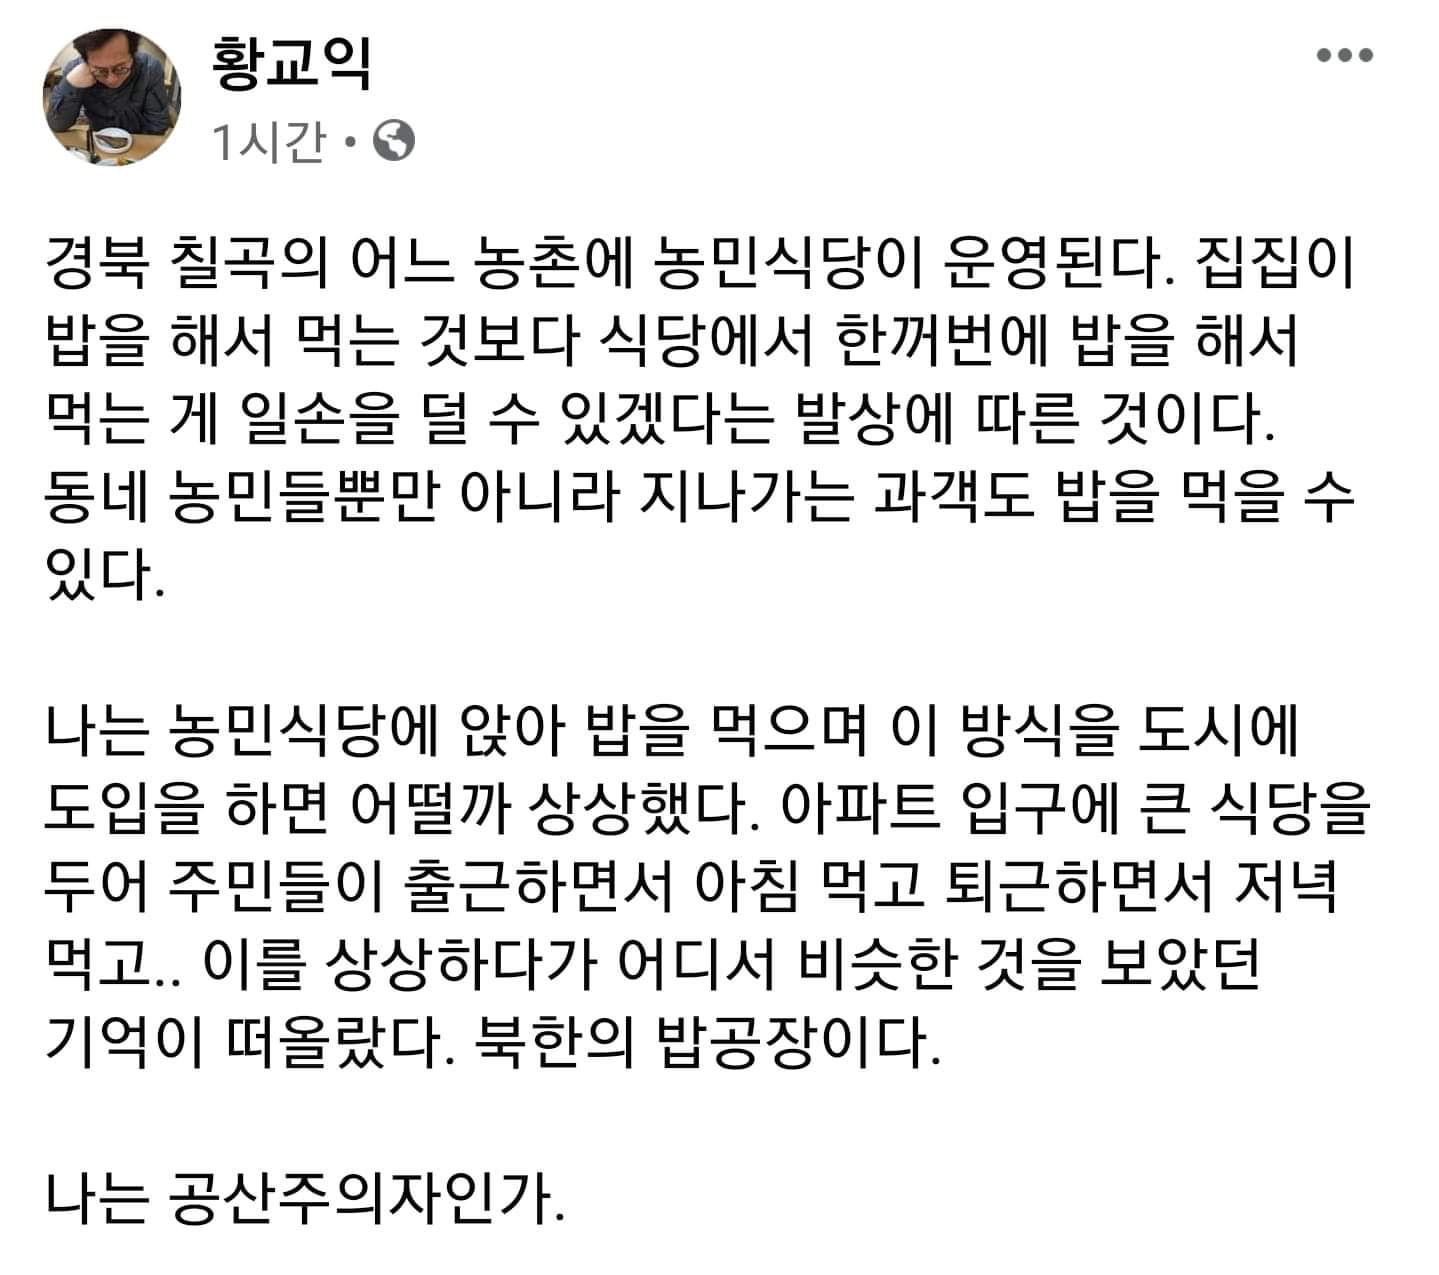 황교익
1시간 •
경북 칠곡의 어느 농촌에 농민식당이 운영된다. 집집이
밥을 해서 먹는 것보다 식당에서 한꺼번에 밥을 해서
먹는 게 일손을 덜 수 있겠다는 발상에 따른 것이다.
동네 농민들뿐만 아니라 지나가는 과객도 밥을 먹을 수
있다.
나는 농민식당에 앉아 밥을 먹으며 이 방식을 도시에
도입을 하면 어떨까 상상했다. 아파트 입구에 큰 식당을
두어 주민들이 출근하면서 아침 먹고 퇴근하면서 저녁
먹고.. 이를 상상하다가 어디서 비슷한 것을 보았던
기억이 떠올랐다. 북한의 밥공장이다.
나는 공산주의자인가.